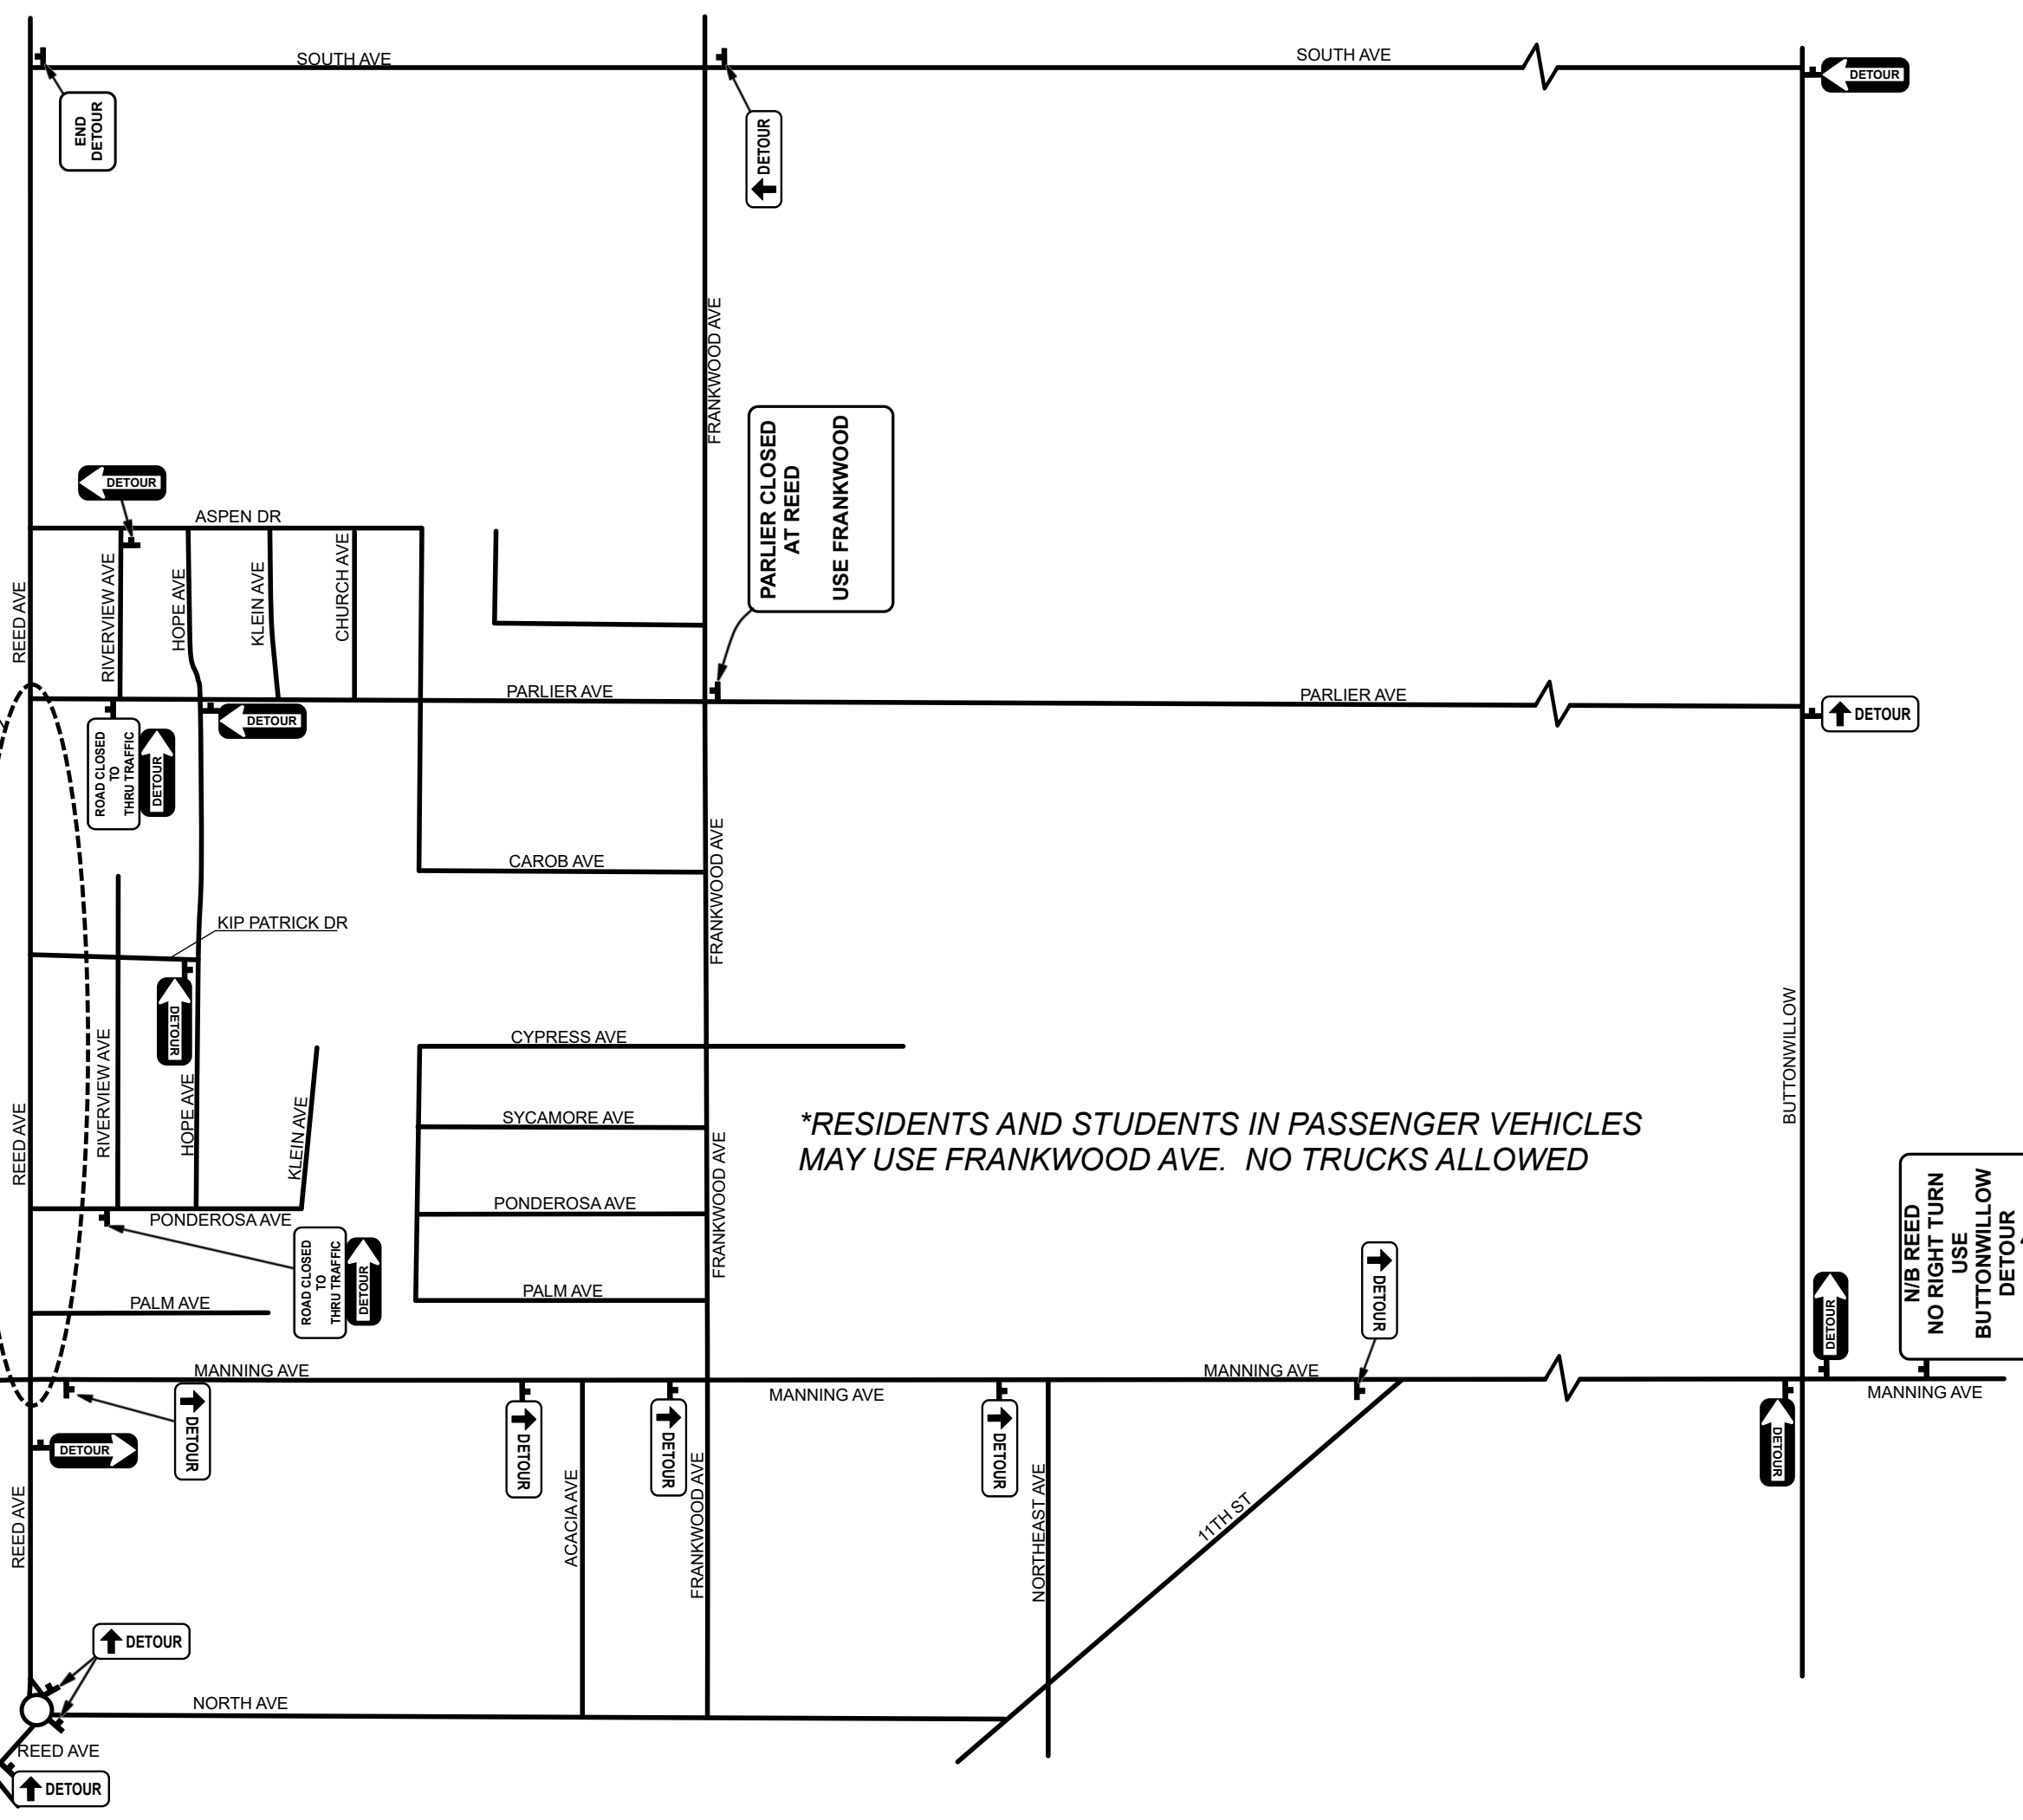 SOUTH AVE
SOUTH AVE
DETOUR
END
DETOUR
DETOUR
FRANKWOOD AVE
PARLIER CLOSED
AT REED
USE FRANKWOOD
DETOUR
ASPEN DR
REED AVE
RIVERVIEW AVE
HOPE AVE
KLEIN AVE
CHURCH AVE
PARLIER AVE
PARLIER AVE
DETOUR
DETOUR
ROAD CLOSED
TO
THRU TRAFFIC
DETOUR
CAROB AVE
FRANKWOOD AVE
KIP PATRICK DR
DETOUR
CYPRESS AVE
BUTTONWILLOW
REED AVE
RIVERVIEW AVE
HOPE AVE
KLEIN AVE
SYCAMORE AVE
*RESIDENTS AND STUDENTS IN PASSENGER VEHICLES
MAY USE FRANKWOOD AVE. NO TRUCKS ALLOWED
PONDEROSA AVE
PONDEROSA AVE
FRANKWOOD AVE
ROAD CLOSED
TO
THRU TRAFFIC
DETOUR
PALM AVE
PALM AVE
DETOUR
DETOUR
N/B REED
NO RIGHT TURN
USE
BUTTONWILLOW
DETOUR
MANNING AVE
MANNING AVE
MANNING AVE
MANNING AVE
DETOUR
DETOUR
DETOUR
DETOUR
DETOUR
DETOUR
REED AVE
ACACIA AVE
FRANKWOOD AVE
NORTHEAST AVE
11TH ST
DETOUR
NORTH AVE
REED AVE
DETOUR